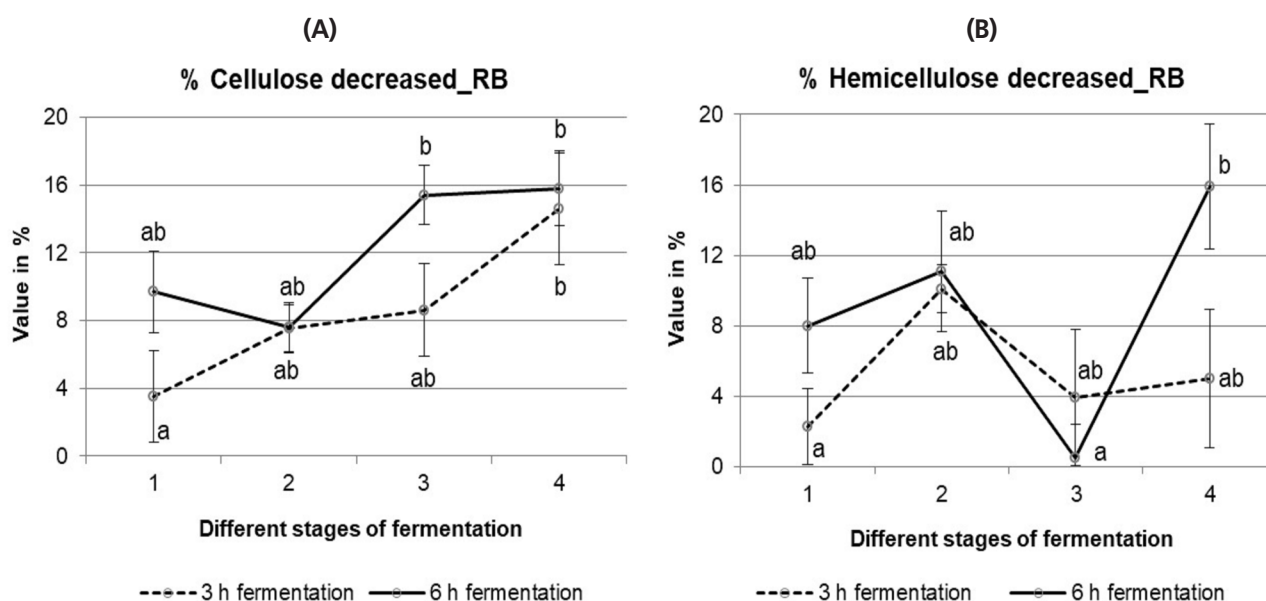 (A)
% Cellulose decreased_RB
20
16
12
8
4
0
Value in %
ab
ab
b
b
a
ab
ab
b
1 2 3 4
Different stages of fermentation
3 h fermentation 6 h fermentation
(B)
% Hemicellulose decreased_RB
20
16
12
8
4
0
Value in %
ab
ab
a
b
a
ab
ab
ab
1 2 3 4
Different stages of fermentation
3 h fermentation 6 h fermentation